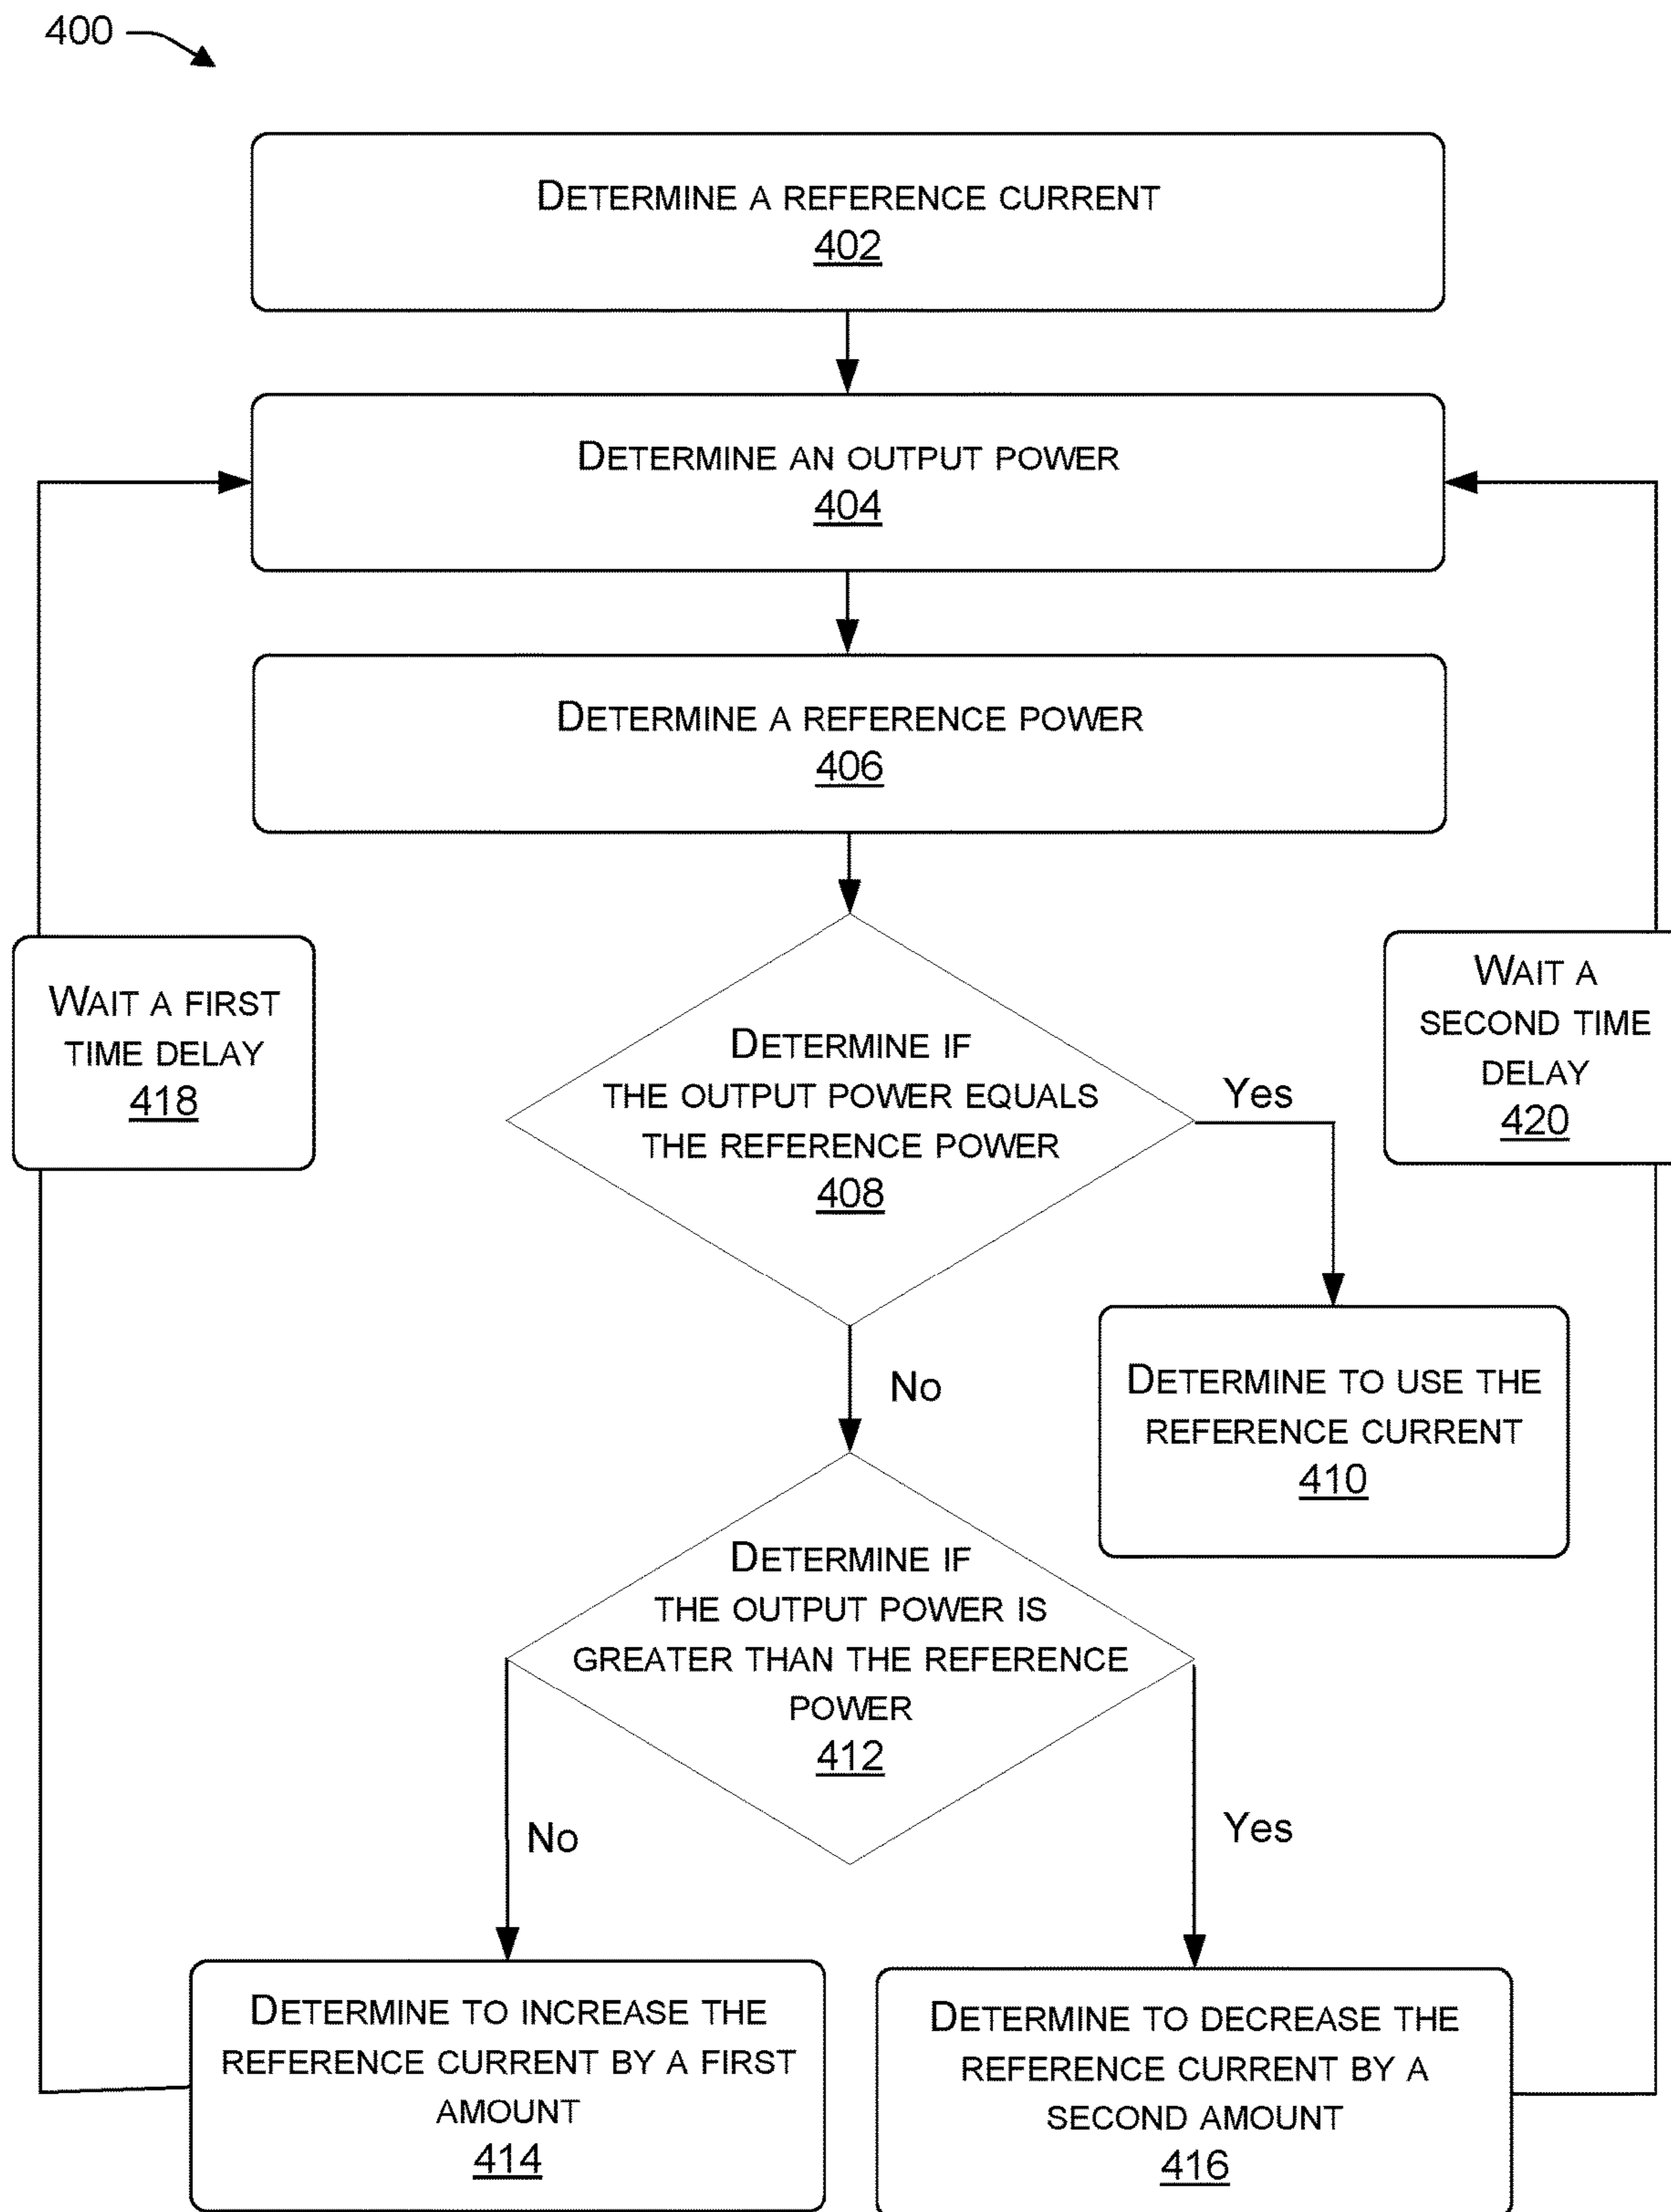 400
DETERMINE A REFERENCE CURRENT
402
DETERMINE AN OUTPUT POWER
404
DETERMINE A REFERENCE POWER
406
WAIT A FIRST
TIME DELAY
418
DETERMINE IF
THE OUTPUT POWER EQUALS
THE REFERENCE POWER
408
Yes
WAIT A
SECOND TIME
DELAY
420
No
DETERMINE TO USE THE
REFERENCE CURRENT
410
DETERMINE IF
THE OUTPUT POWER IS
GREATER THAN THE REFERENCE
POWER
412
No
Yes
DETERMINE TO INCREASE THE
REFERENCE CURRENT BY A FIRST
AMOUNT
414
DETERMINE TO DECREASE THE
REFERENCE CURRENT BY A
SECOND AMOUNT
416